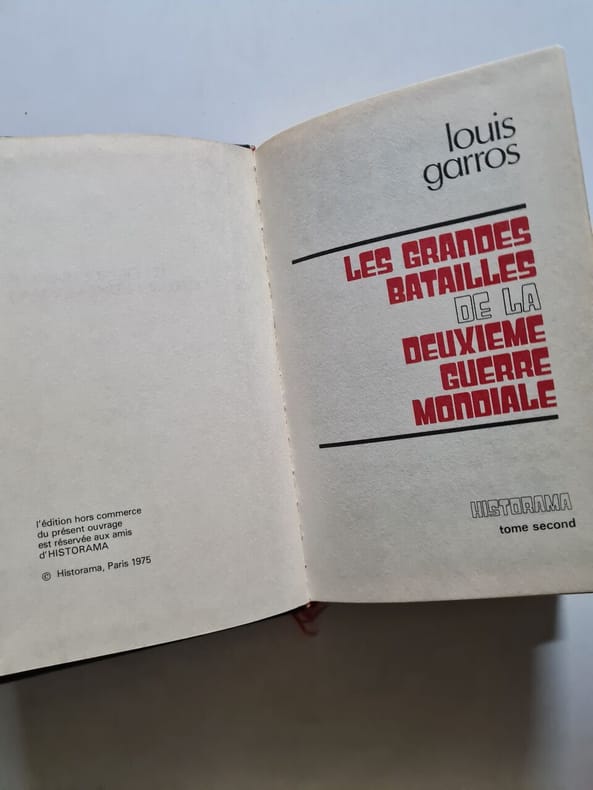 l'édition hors commerce
du présent ouvrage
est réservée aux amis
d'HISTORAMA
© Historama, Paris 1975
louis
garros
LES GRANDES
BATAILLES
DE LA
DEUXIEME
GUERRE
MONDIALE
HISTORAMA
tome second